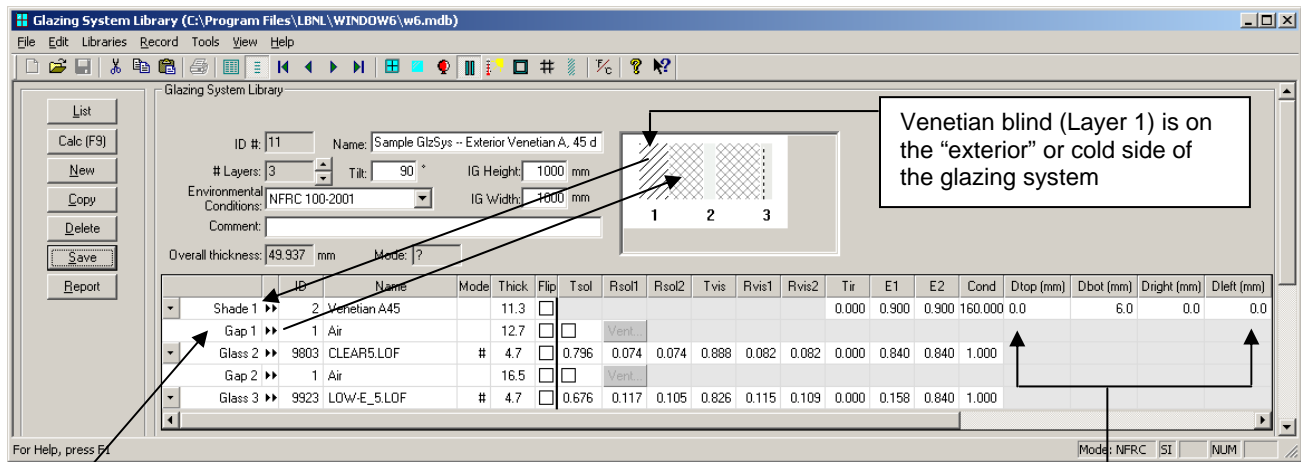 Glazing System Library (C:\Program Files\LBNL\WINDOW6\w6.mdb)
File Edit Libraries Record Tools View Help
Glazing System Library
List
Calc (F9)
New
Copy
Delete
Save
Report
ID #: 11 Name: Sample GlzSys -- Exterior Venetian A, 45 d
# Layers: 3 Tilt: 90 ° IG Height: 1000 mm
Environmental Conditions: NFRC 100-2001 IG Width: 1000 mm
Comment:
Overall thickness: 49.937 mm Mode: ?
1 2 3
Venetian blind (Layer 1) is on
the “exterior” or cold side of
the glazing system
ID Name Mode Thick Flip Tsol Rsol1 Rsol2 Tvis Rvis1 Rvis2 Tir E1 E2 Cond Dtop (mm) Dbot (mm) Dright (mm) Dleft (mm)
Shade 1 2 Venetian A45 11.3 0.000 0.900 0.900 160.000 0.0 6.0 0.0 0.0
Gap 1 1 Air 12.7 Vent...
Glass 2 9803 CLEAR5.LOF # 4.7 0.796 0.074 0.074 0.888 0.082 0.082 0.000 0.840 0.840 1.000
Gap 2 1 Air 16.5 Vent...
Glass 3 9923 LOW-E_5.LOF # 4.7 0.676 0.117 0.105 0.826 0.115 0.109 0.000 0.158 0.840 1.000
For Help, press F1 Mode: NFRC SI NUM